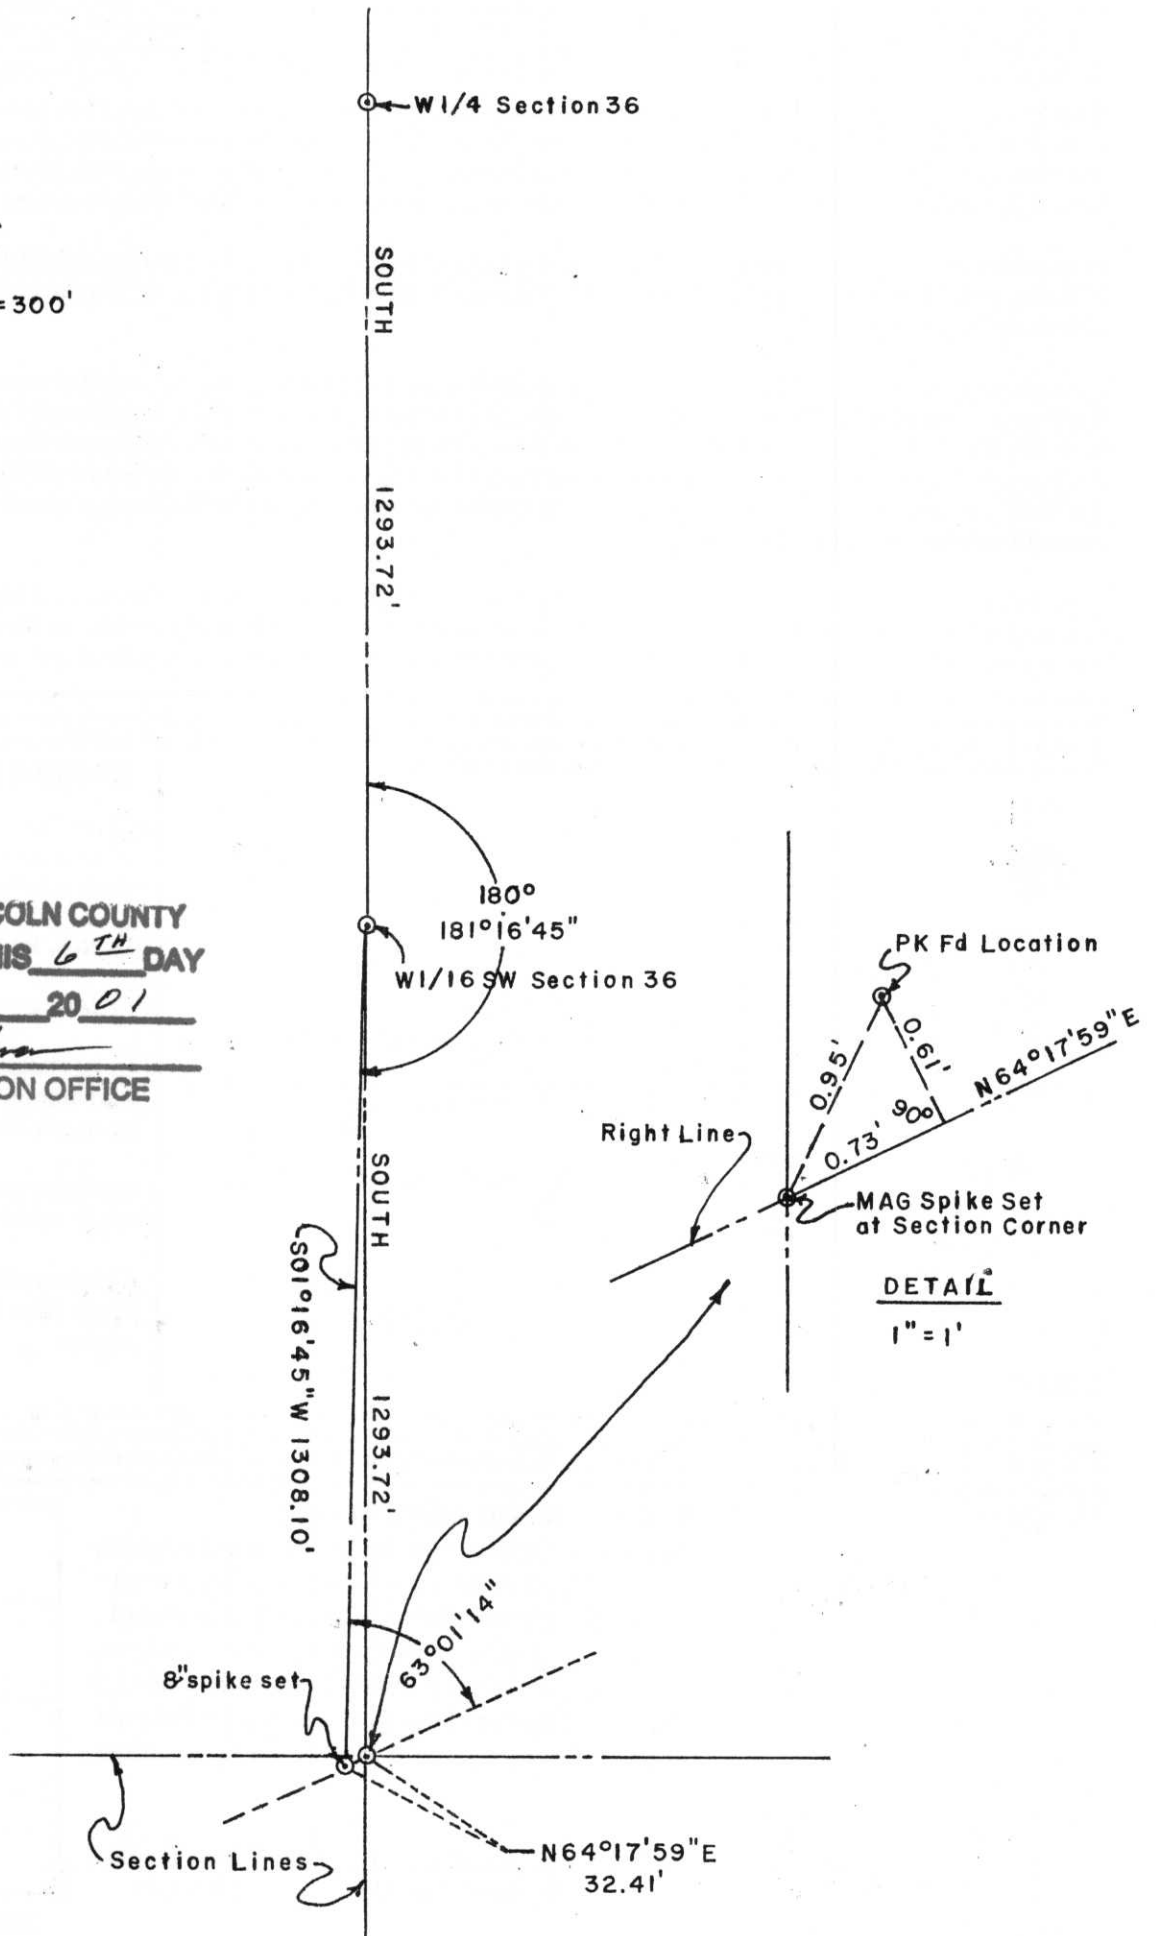 W1/4 Section 36
SOUTH
=300'
1293.72'
180°
181°16'45"
W1/16 SW Section 36
COLN COUNTY
IS 6TH DAY
20 01
ON OFFICE
PK Fd Location
0.95'
0.61'
N64°17'59"E
90°
0.73'
Right Line
MAG Spike Set
at Section Corner
DETAIL
1"=1'
SOUTH
S01°16'45"W 1308.10'
1293.72'
63°01'14"
8"spike set
Section Lines
N64°17'59"E
32.41'